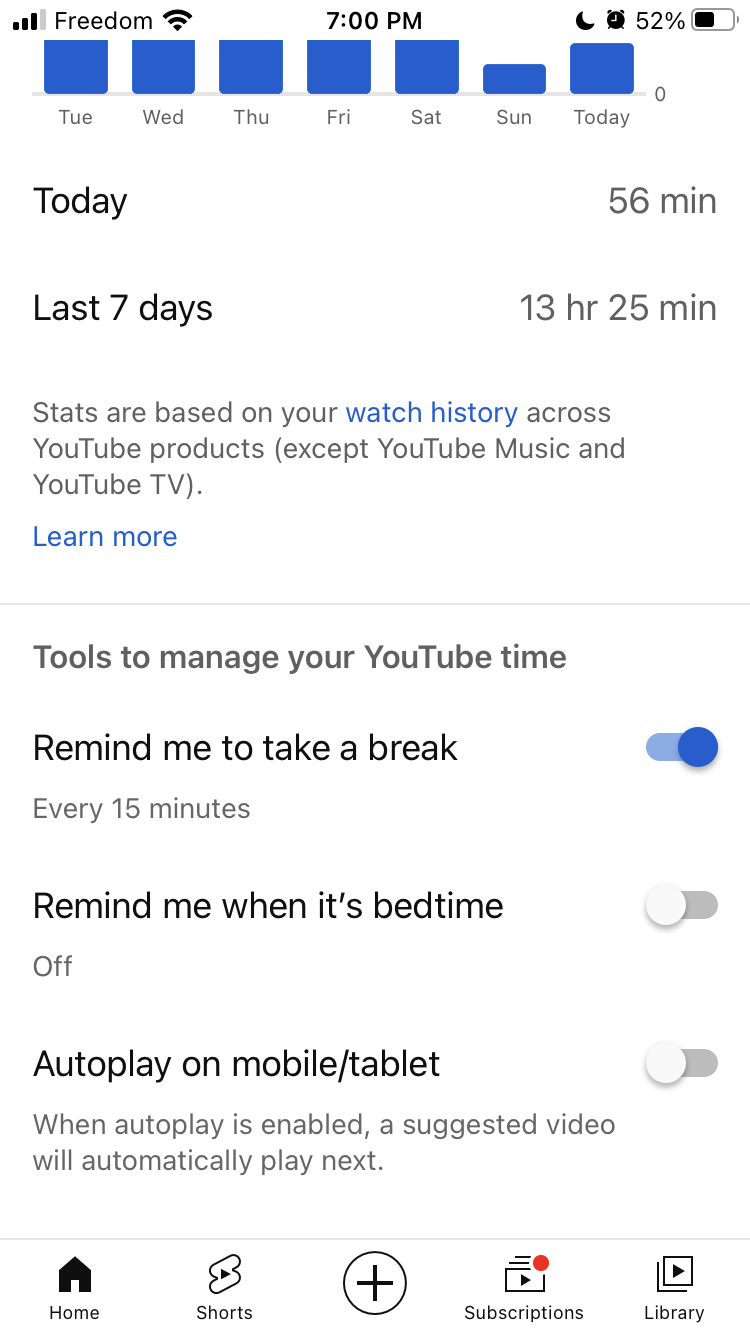 Freedom 7:00 PM 52%
0
Tue Wed Thu Fri Sat Sun Today
Today 56 min
Last 7 days 13 hr 25 min
Stats are based on your watch history across
YouTube products (except YouTube Music and
YouTube TV).
Learn more
Tools to manage your YouTube time
Remind me to take a break
Every 15 minutes
Remind me when it's bedtime
Off
Autoplay on mobile/tablet
When autoplay is enabled, a suggested video
will automatically play next.
Home Shorts Subscriptions Library